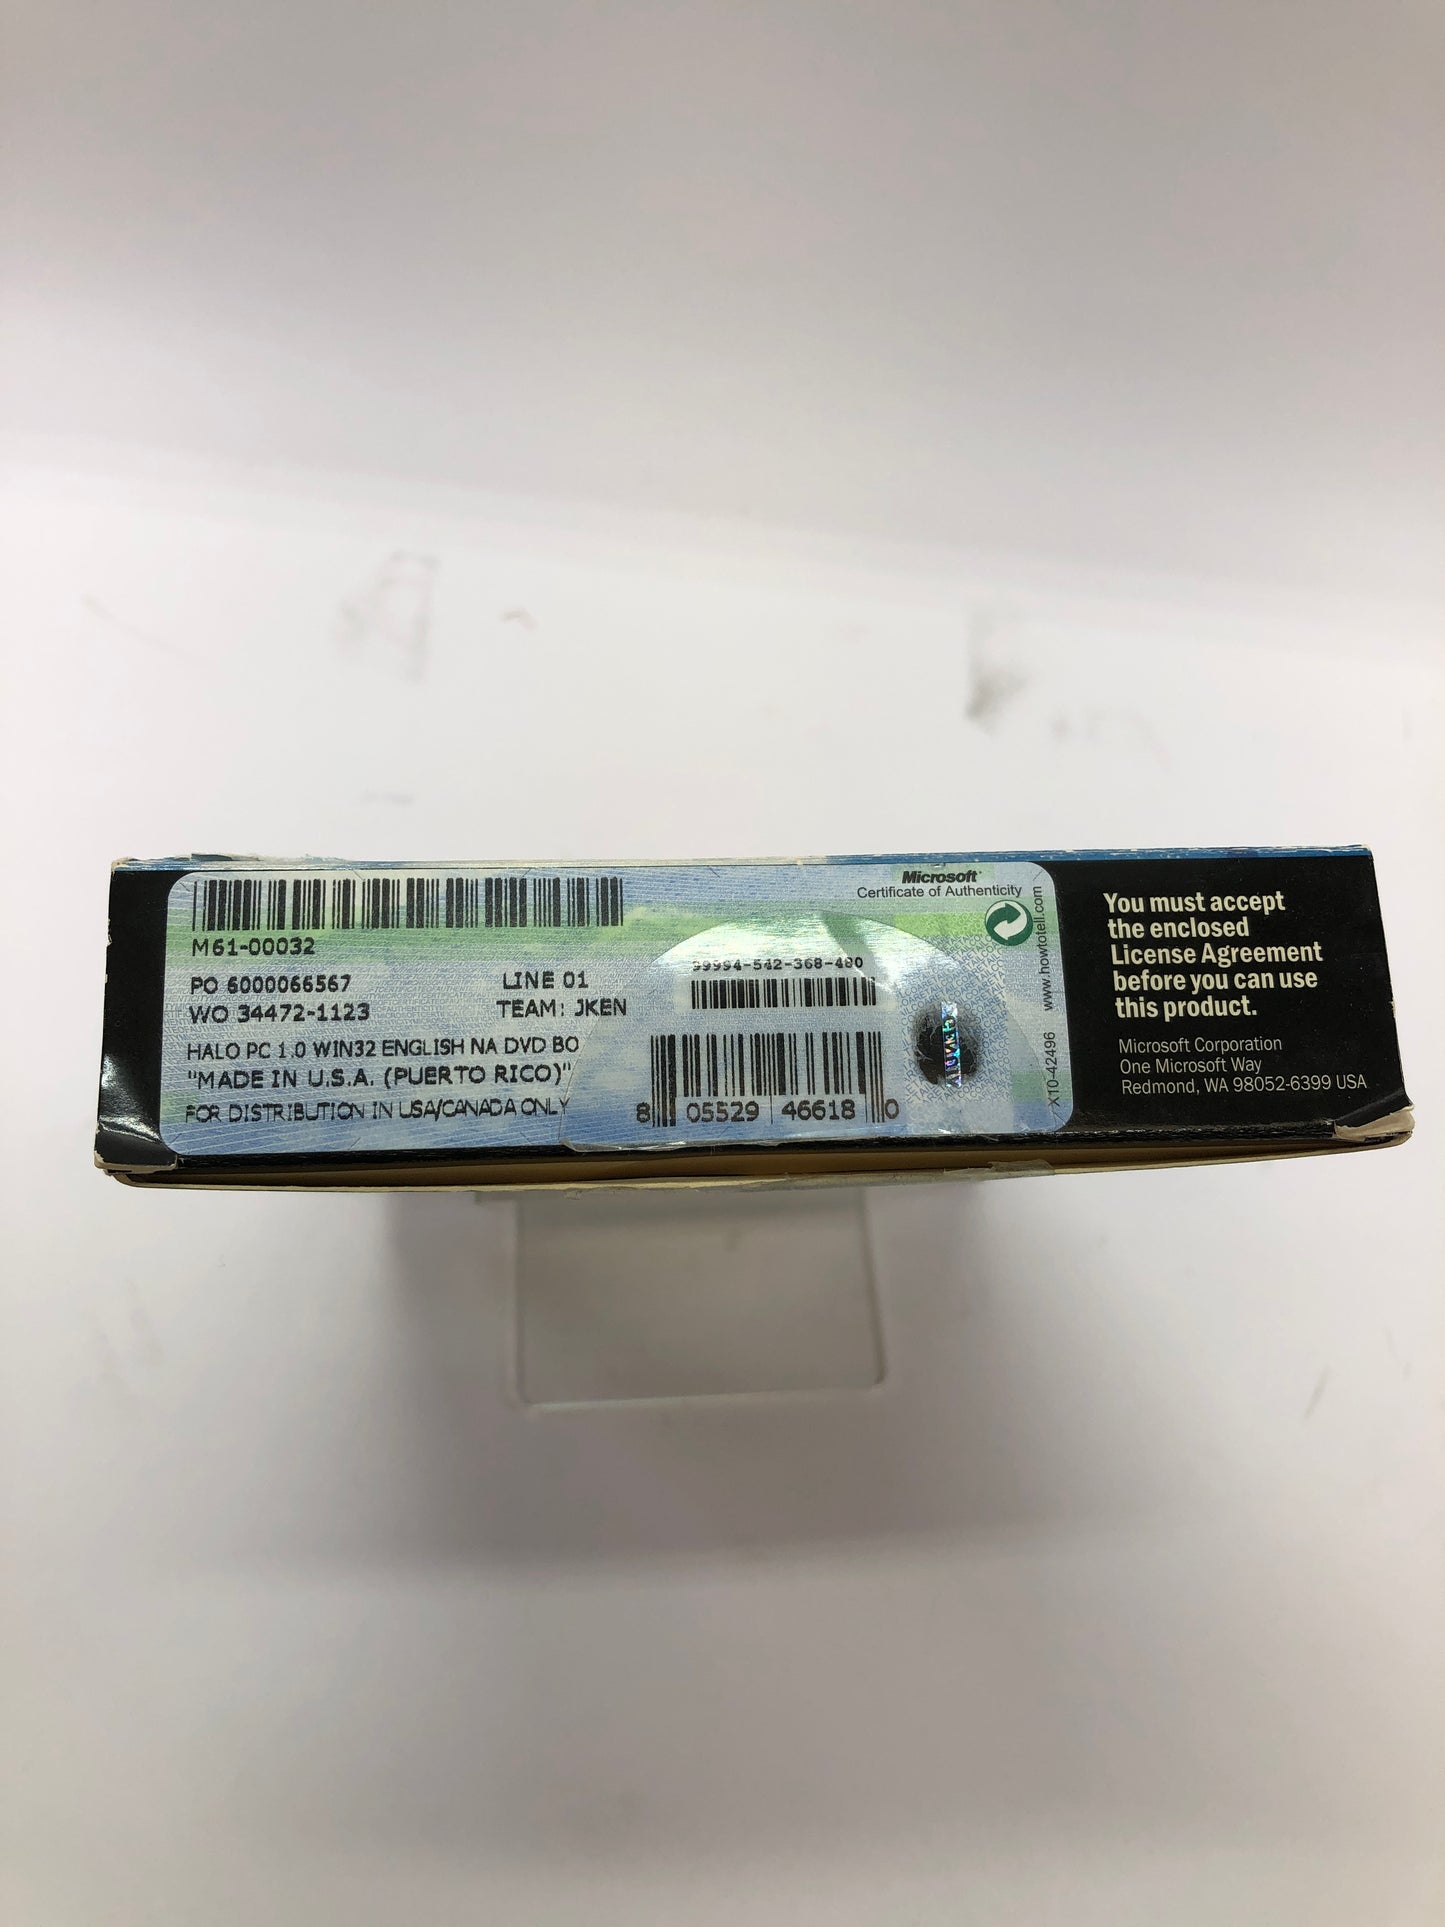 M61-00032
PO 6000066567
LINE 01
WO 34472-1123
TEAM: JKEN
HALO PC 1.0 WIN32 ENGLISH NA DVD BO
"MADE IN U.S.A. (PUERTO RICO)"
FOR DISTRIBUTION IN USA/CANADA ONLY
Microsoft
Certificate of Authenticity
99994-542-368-480
8 05529 46618 0
www.howtotell.com
X10-42496
You must accept
the enclosed
License Agreement
before you can use
this product.
Microsoft Corporation
One Microsoft Way
Redmond, WA 98052-6399 USA